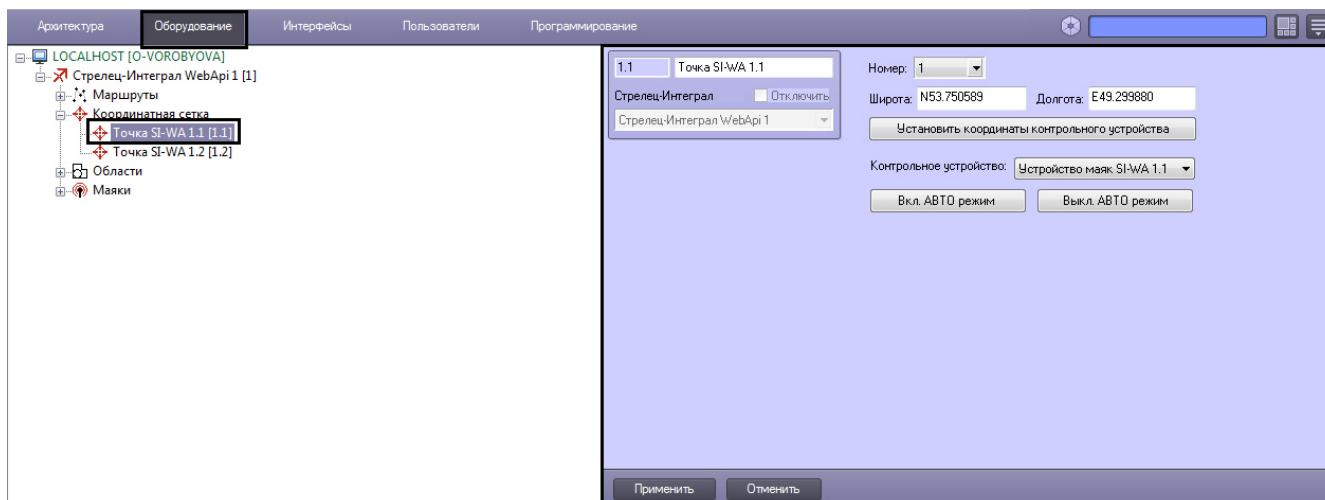 Архитектура Оборудование Интерфейсы Пользователи Программирование
LOCALHOST [O-VOROBYOVA]
Стрелец-Интеграл WebApi 1 [1]
Маршруты
Координатная сетка
Точка SI-WA 1.1 [1.1]
Точка SI-WA 1.2 [1.2]
Области
Маяки
1.1 Точка SI-WA 1.1
Стрелец-Интеграл Отключить
Стрелец-Интеграл WebApi 1
Номер: 1
Широта: N53.750589 Долгота: E49.299880
Установить координаты контрольного устройства
Контрольное устройство: Устройство маяк SI-WA 1.1
Вкл. АВТО режим Выкл. АВТО режим
Применить Отменить